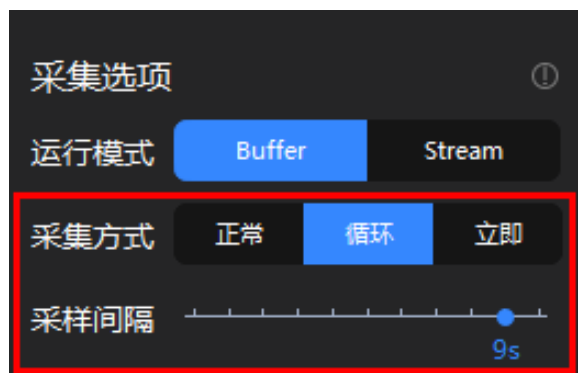 采集选项
运行模式 Buffer Stream
采集方式 正常 循环 立即
采样间隔
9s